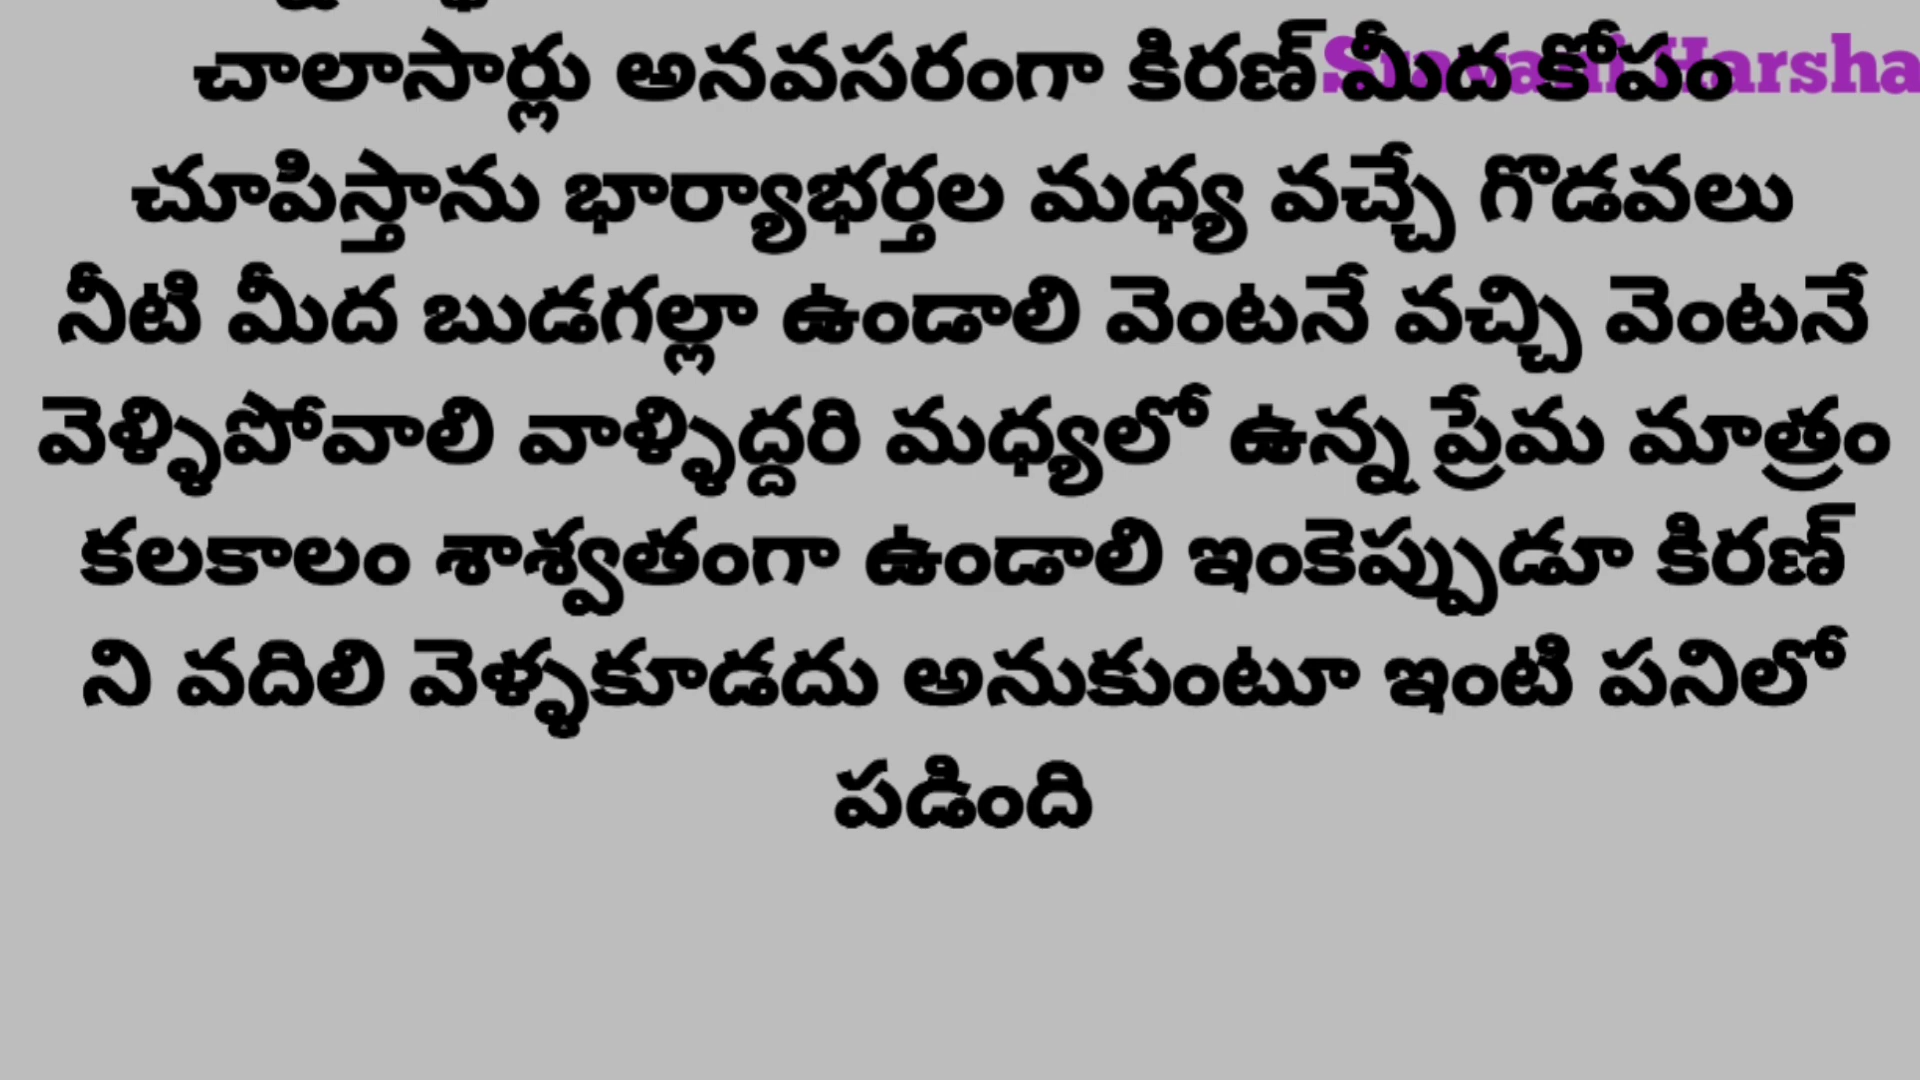 చాలాసార్లు అనవసరంగా కిరణ్ మీద కోపం
చూపిస్తాను భార్యాభర్తల మధ్య వచ్చే గొడవలు
నీటి మీద బుడగల్లా ఉండాలి వెంటనే వచ్చి వెంటనే
వెళ్ళిపోవాలి వాళ్ళిద్దరి మధ్యలో ఉన్న ప్రేమ మాత్రం
కలకాలం శాశ్వతంగా ఉండాలి ఇంకెప్పుడూ కిరణ్
ని వదిలి వెళ్ళకూడదు అనుకుంటూ ఇంటి పనిలో
పడింది